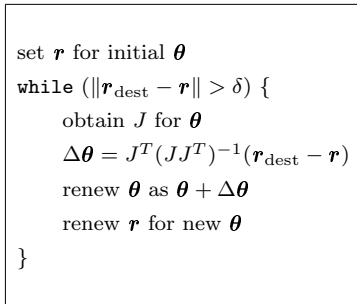 set r for initial θ
while (‖r_dest − r‖ > δ) {
obtain J for θ
Δθ = J^T(JJ^T)^−1(r_dest − r)
renew θ as θ + Δθ
renew r for new θ
}